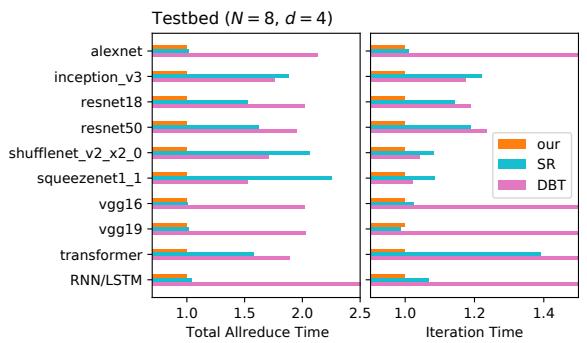 Testbed (N = 8, d = 4)
alexnet
inception_v3
resnet18
resnet50
shufflenet_v2_x2_0
squeezenet1_1
vgg16
vgg19
transformer
RNN/LSTM
our
SR
DBT
1.0 1.5 2.0 2.5
1.0 1.2 1.4
Total Allreduce Time
Iteration Time